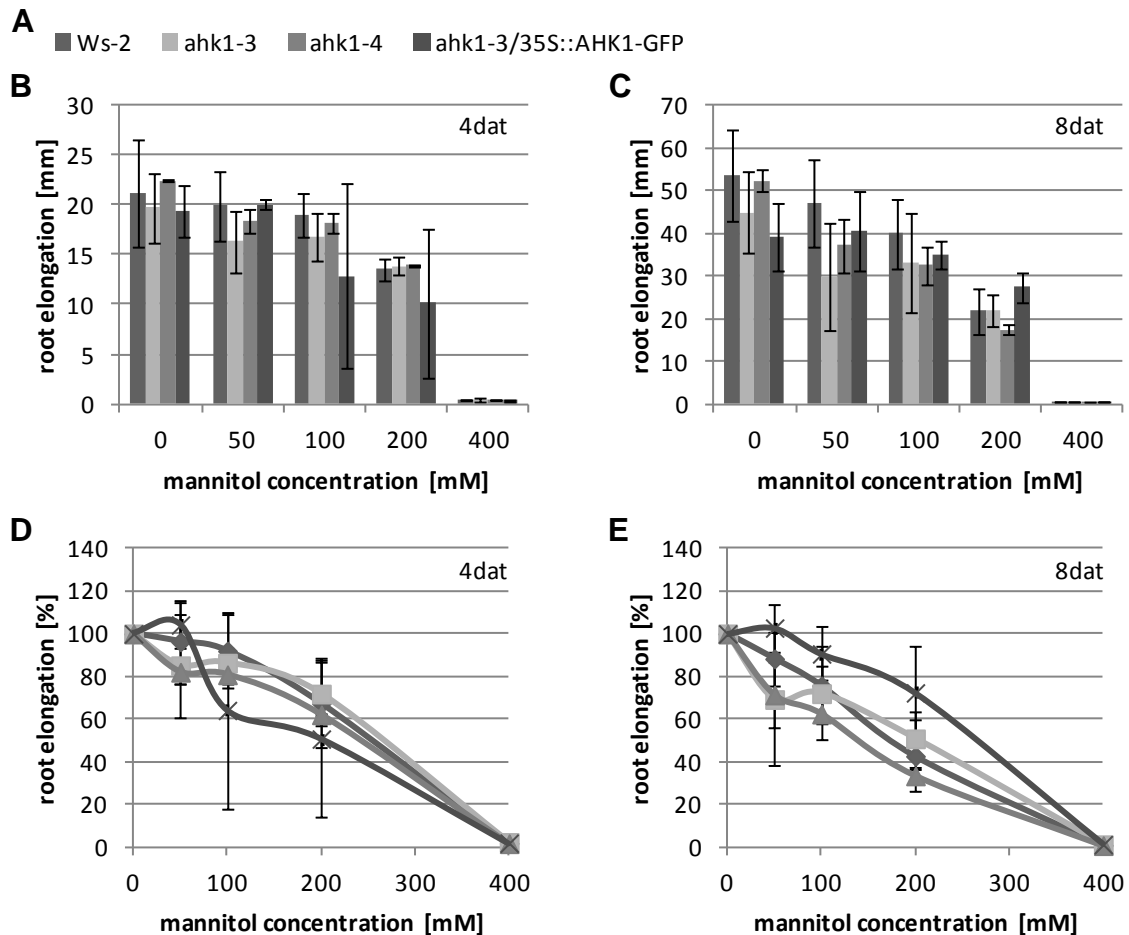 A
Ws-2 ahk1-3 ahk1-4 ahk1-3/35S::AHK1-GFP
B
4dat
root elongation [mm]
30
25
20
15
10
5
0
0 50 100 200 400
mannitol concentration [mM]
C
8dat
root elongation [mm]
70
60
50
40
30
20
10
0
0 50 100 200 400
mannitol concentration [mM]
D
4dat
root elongation [%]
140
120
100
80
60
40
20
0
0 100 200 300 400
mannitol concentration [mM]
E
8dat
root elongation [%]
140
120
100
80
60
40
20
0
0 100 200 300 400
mannitol concentration [mM]